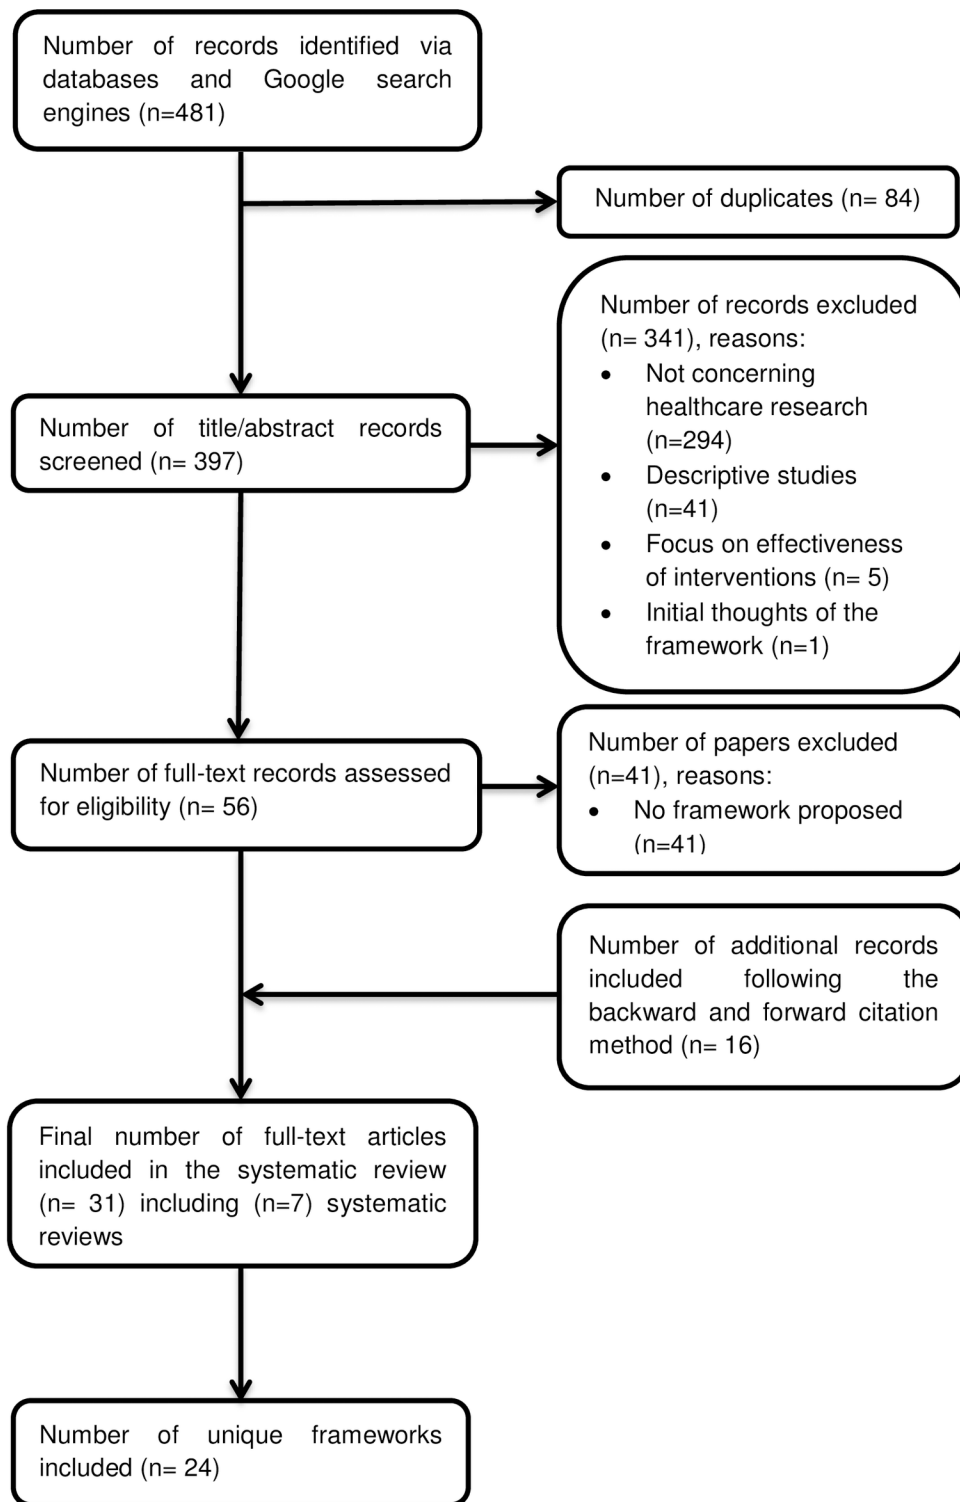 Number of records identified via
databases and Google search
engines (n=481)
Number of duplicates (n= 84)
Number of records excluded
(n= 341), reasons:
• Not concerning
healthcare research
(n=294)
• Descriptive studies
(n=41)
• Focus on effectiveness
of interventions (n= 5)
• Initial thoughts of the
framework (n=1)
Number of title/abstract records
screened (n= 397)
Number of full-text records assessed
for eligibility (n= 56)
Number of papers excluded
(n=41), reasons:
• No framework proposed
(n=41)
Number of additional records
included following the
backward and forward citation
method (n= 16)
Final number of full-text articles
included in the systematic review
(n= 31) including (n=7) systematic
reviews
Number of unique frameworks
included (n= 24)